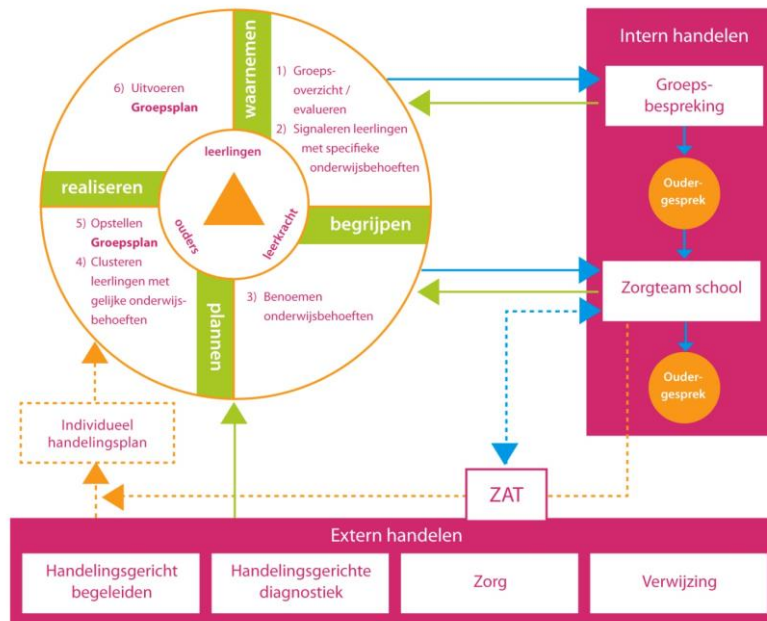 waarnemen
1) Groeps-
overzicht /
evalueren
2) Signaleren leerlingen
met specifieke
onderwijsbehoeften
begrijpen
3) Benoemen
onderwijsbehoeften
plannen
5) Opstellen
Groepsplan
4) Clusteren
leerlingen met
gelijke onderwijs-
behoeften
realiseren
6) Uitvoeren
Groepsplan
leerlingen
ouders
leerkracht
Intern handelen
Groeps-
bespreking
Ouder-
gesprek
Zorgteam school
Ouder-
gesprek
Individueel
handelingsplan
ZAT
Extern handelen
Handelingsgericht
begeleiden
Handelingsgerichte
diagnostiek
Zorg
Verwijzing